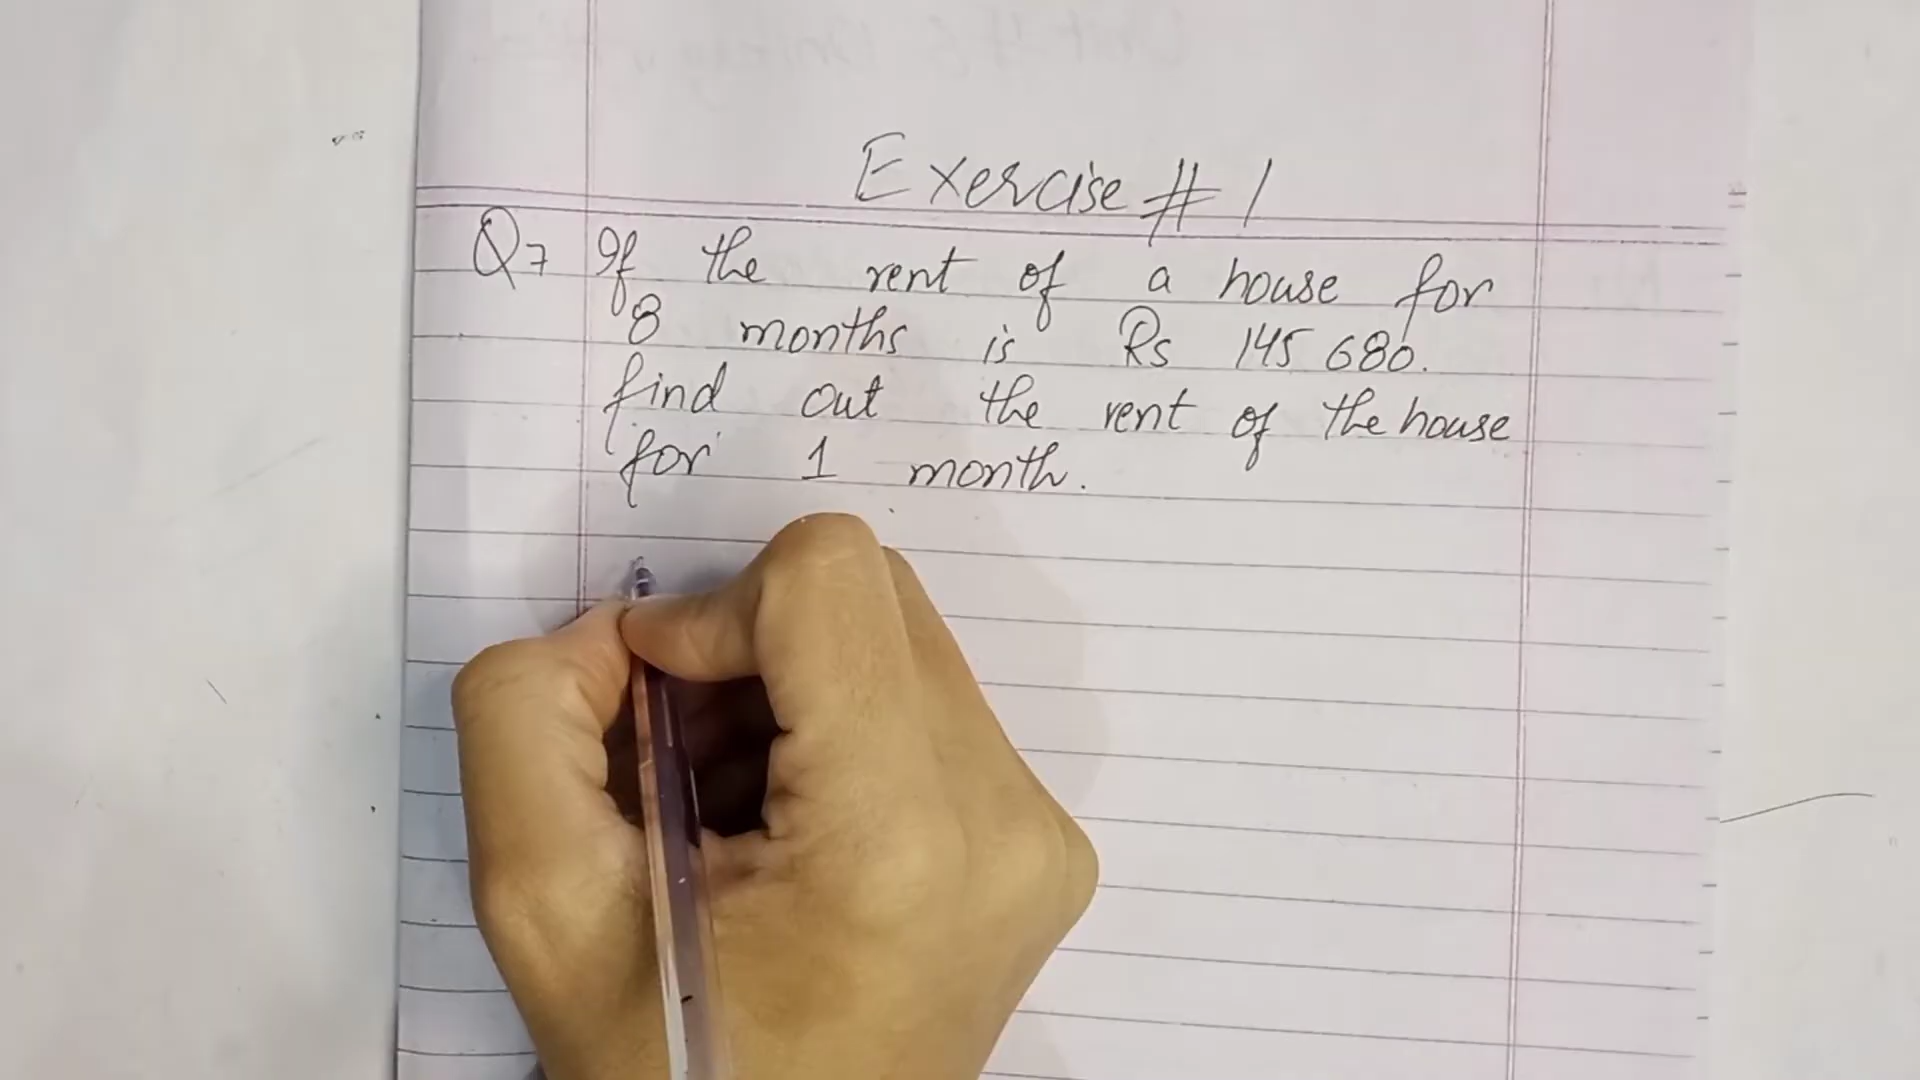 Exercise # 1
Q7 If the rent of a house for
8 months is Rs 145 680.
find out the rent of the house
for 1 month.